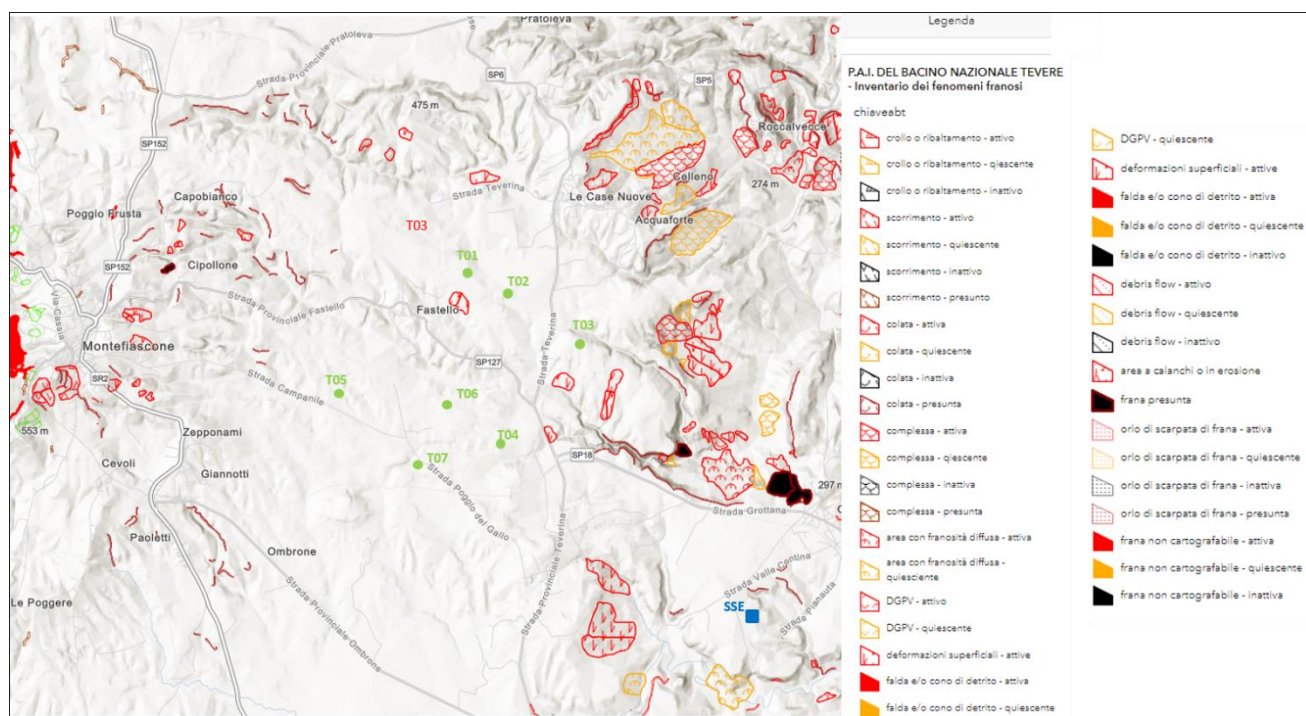 Legenda
P.A.I. DEL BACINO NAZIONALE TEVERE
- Inventario dei fenomeni franosi
chiaveabt
crollo o ribaltamento - attivo
crollo o ribaltamento - qiescente
crollo o ribaltamento - inattivo
scorrimento - attivo
scorrimento - quiescente
scorrimento - inattivo
scorrimento - presunto
colata - attiva
colata - quiescente
colata - inattiva
colata - presunta
complessa - attiva
complessa - qiescente
complessa - inattiva
complessa - presunta
area con franosità diffusa - attiva
area con franosità diffusa -
quiesciente
DGPV - attivo
DGPV - quiescente
deformazioni superficiali - attive
falda e/o cono di detrito - attiva
falda e/o cono di detrito - quiescente
DGPV - quiescente
deformazioni superficiali - attive
falda e/o cono di detrito - attiva
falda e/o cono di detrito - quiescente
falda e/o cono di detrito - inattivo
debris flow - attivo
debris flow - quiescente
debris flow - inattivo
area a calanchi o in erosione
frana presunta
orlo di scarpata di frana - attiva
orlo di scarpata di frana - quiescente
orlo di scarpata di frana - inattiva
orlo di scarpata di frana - presunta
frana non cartografabile - attiva
frana non cartografabile - quiescente
frana non cartografabile - inattiva
Pratoleva
Strada Provinciale Pratoleva
SP6
SP5
475 m
SP152
Roccalvecce
Celleno
274 m
Strada Teverina
Le Case Nuove
Capobianco
Poggio Frusta
Acquaforte
T03
Cipollone
SP152
T01
T02
Via Cassia
Strada Provinciale Fastello
Fastello
T03
Strada Teverina
Montefiascone
SP127
SR2
Strada Campanile
T05
T06
553 m
Zepponami
T04
Cevoli
Giannotti
T07
SP18
297 m
Strada Poggio del Gallo
Strada Grottana
Paoletti
Ombrone
Strada Provinciale Teverina
Strada Valle Cantina
Le Poggere
SSE
Strada Pianauta
Strada Provinciale Ombrone